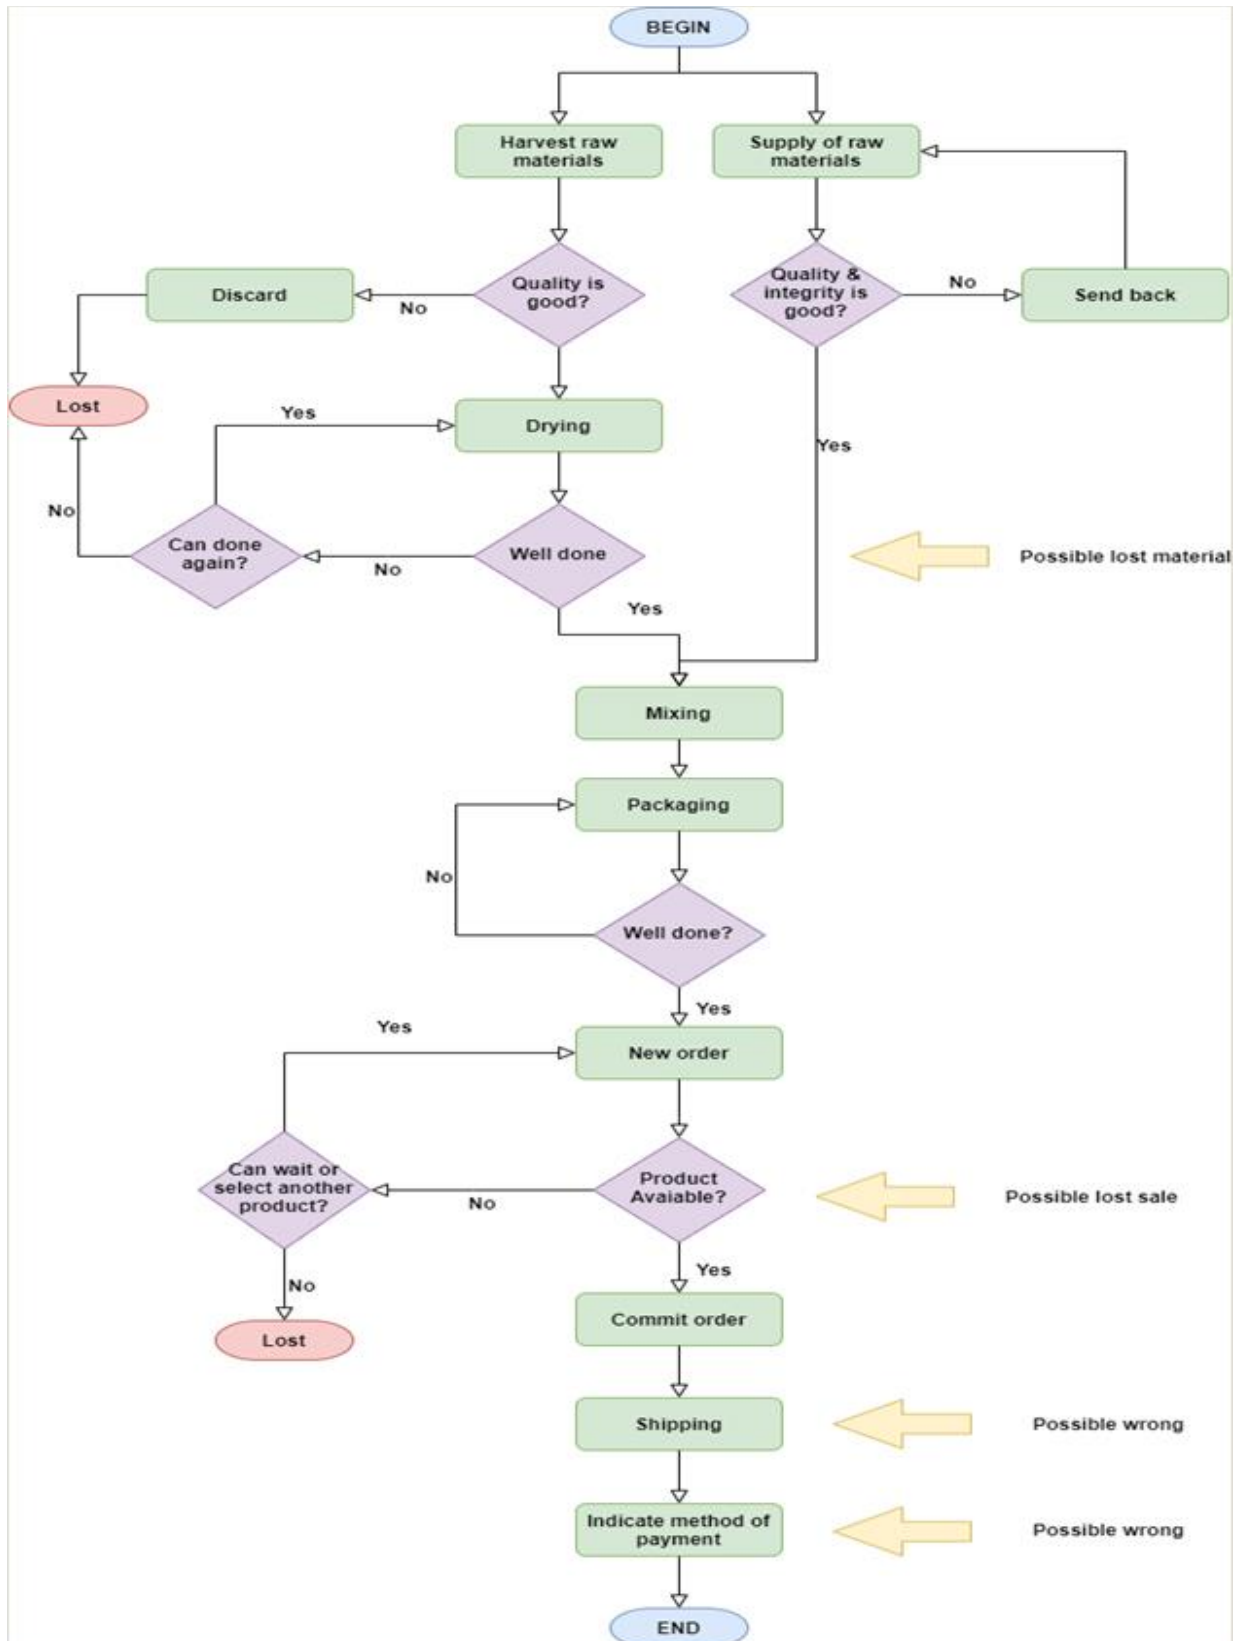 BEGIN
Harvest raw
materials
Supply of raw
materials
Quality is
good?
Quality &
integrity is
good?
No
Discard
No
Send back
Lost
Yes
Drying
Yes
No
Can done
again?
No
Well done
Possible lost material
Yes
Mixing
Packaging
No
Well done?
Yes
Yes
New order
Can wait or
select another
product?
No
Product
Avaiable?
Possible lost sale
Yes
No
Commit order
Lost
Shipping
Possible wrong
Indicate method of
payment
Possible wrong
END